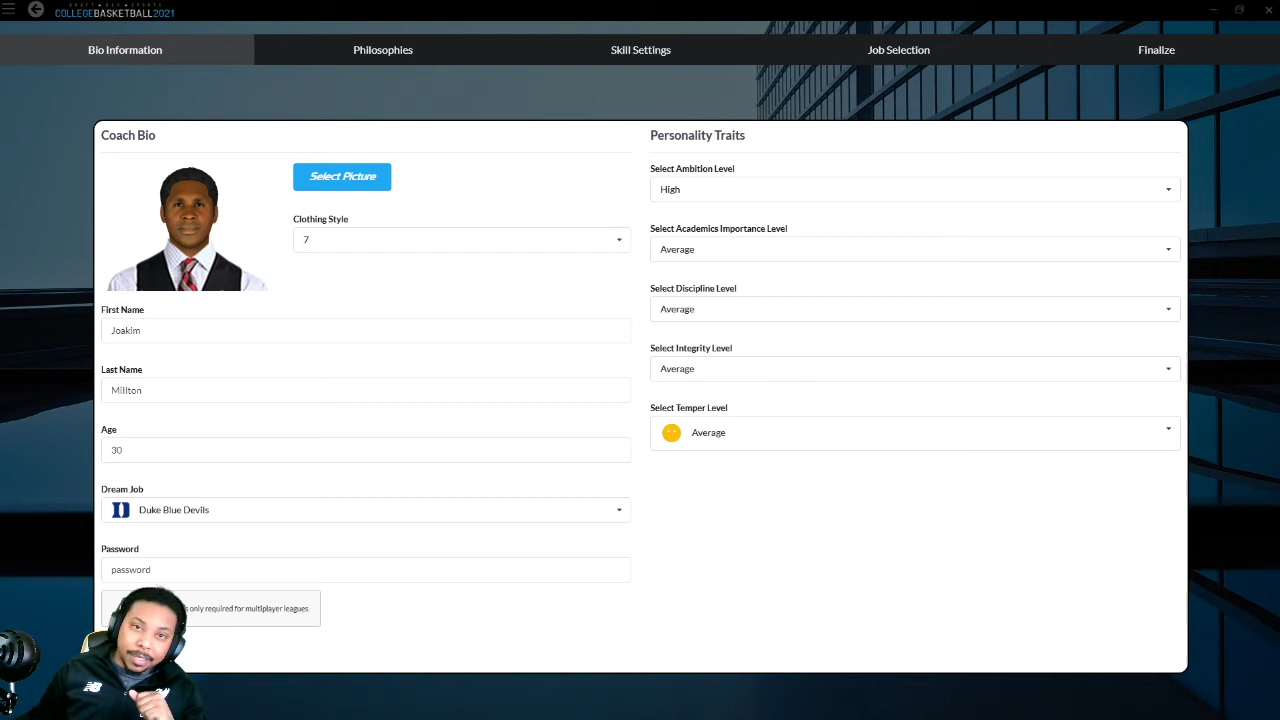 DRAFT DAY SPORTS
COLLEGEBASKETBALL2021
Bio Information
Philosophies
Skill Settings
Job Selection
Finalize
Coach Bio
Select Picture
Clothing Style
7
First Name
Joakim
Last Name
Millton
Age
30
Dream Job
Duke Blue Devils
Password
password
s only required for multiplayer leagues.
Personality Traits
Select Ambition Level
High
Select Academics Importance Level
Average
Select Discipline Level
Average
Select Integrity Level
Average
Select Temper Level
Average